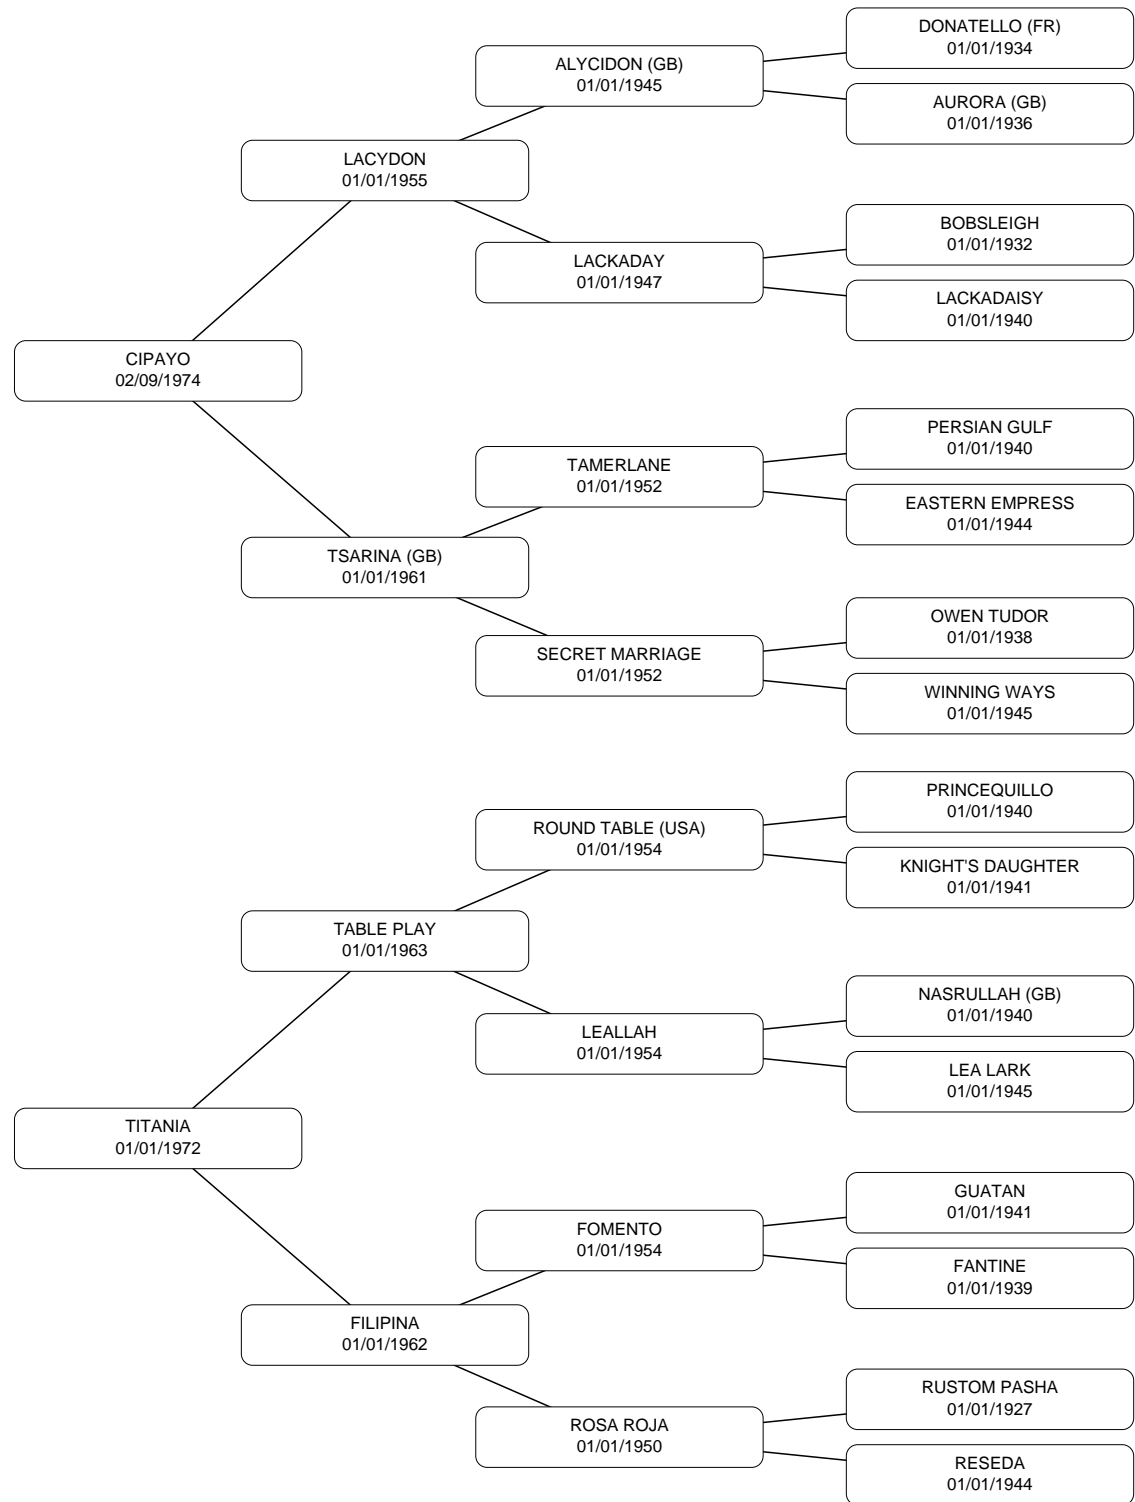 DONATELLO (FR)
01/01/1934
ALYCIDON (GB)
01/01/1945
AURORA (GB)
01/01/1936
LACYDON
01/01/1955
BOBSLEIGH
01/01/1932
LACKADAY
01/01/1947
LACKADAISY
01/01/1940
CIPAYO
02/09/1974
PERSIAN GULF
01/01/1940
TAMERLANE
01/01/1952
EASTERN EMPRESS
01/01/1944
TSARINA (GB)
01/01/1961
OWEN TUDOR
01/01/1938
SECRET MARRIAGE
01/01/1952
WINNING WAYS
01/01/1945
PRINCEQUILLO
01/01/1940
ROUND TABLE (USA)
01/01/1954
KNIGHT'S DAUGHTER
01/01/1941
TABLE PLAY
01/01/1963
NASRULLAH (GB)
01/01/1940
LEALLAH
01/01/1954
LEA LARK
01/01/1945
TITANIA
01/01/1972
GUATAN
01/01/1941
FOMENTO
01/01/1954
FANTINE
01/01/1939
FILIPINA
01/01/1962
RUSTOM PASHA
01/01/1927
ROSA ROJA
01/01/1950
RESEDA
01/01/1944